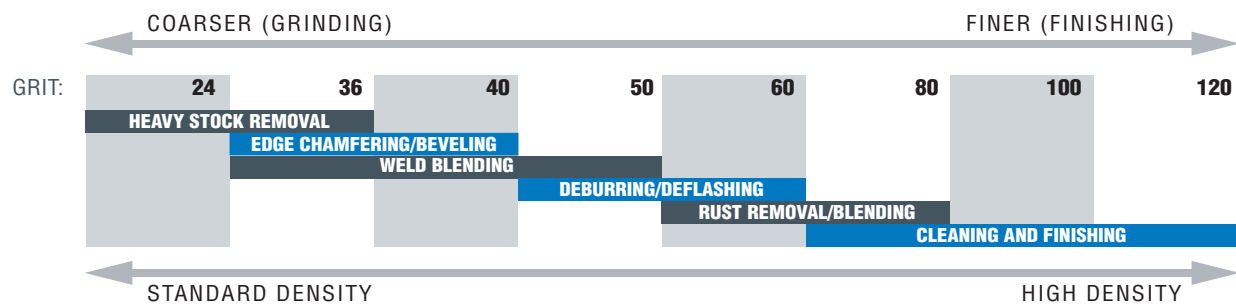 COARSER (GRINDING) FINER (FINISHING)
GRIT: 24 36 40 50 60 80 100 120
HEAVY STOCK REMOVAL
EDGE CHAMFERING/BEVELING
WELD BLENDING
DEBURRING/DEFLASHING
RUST REMOVAL/BLENDING
CLEANING AND FINISHING
STANDARD DENSITY HIGH DENSITY